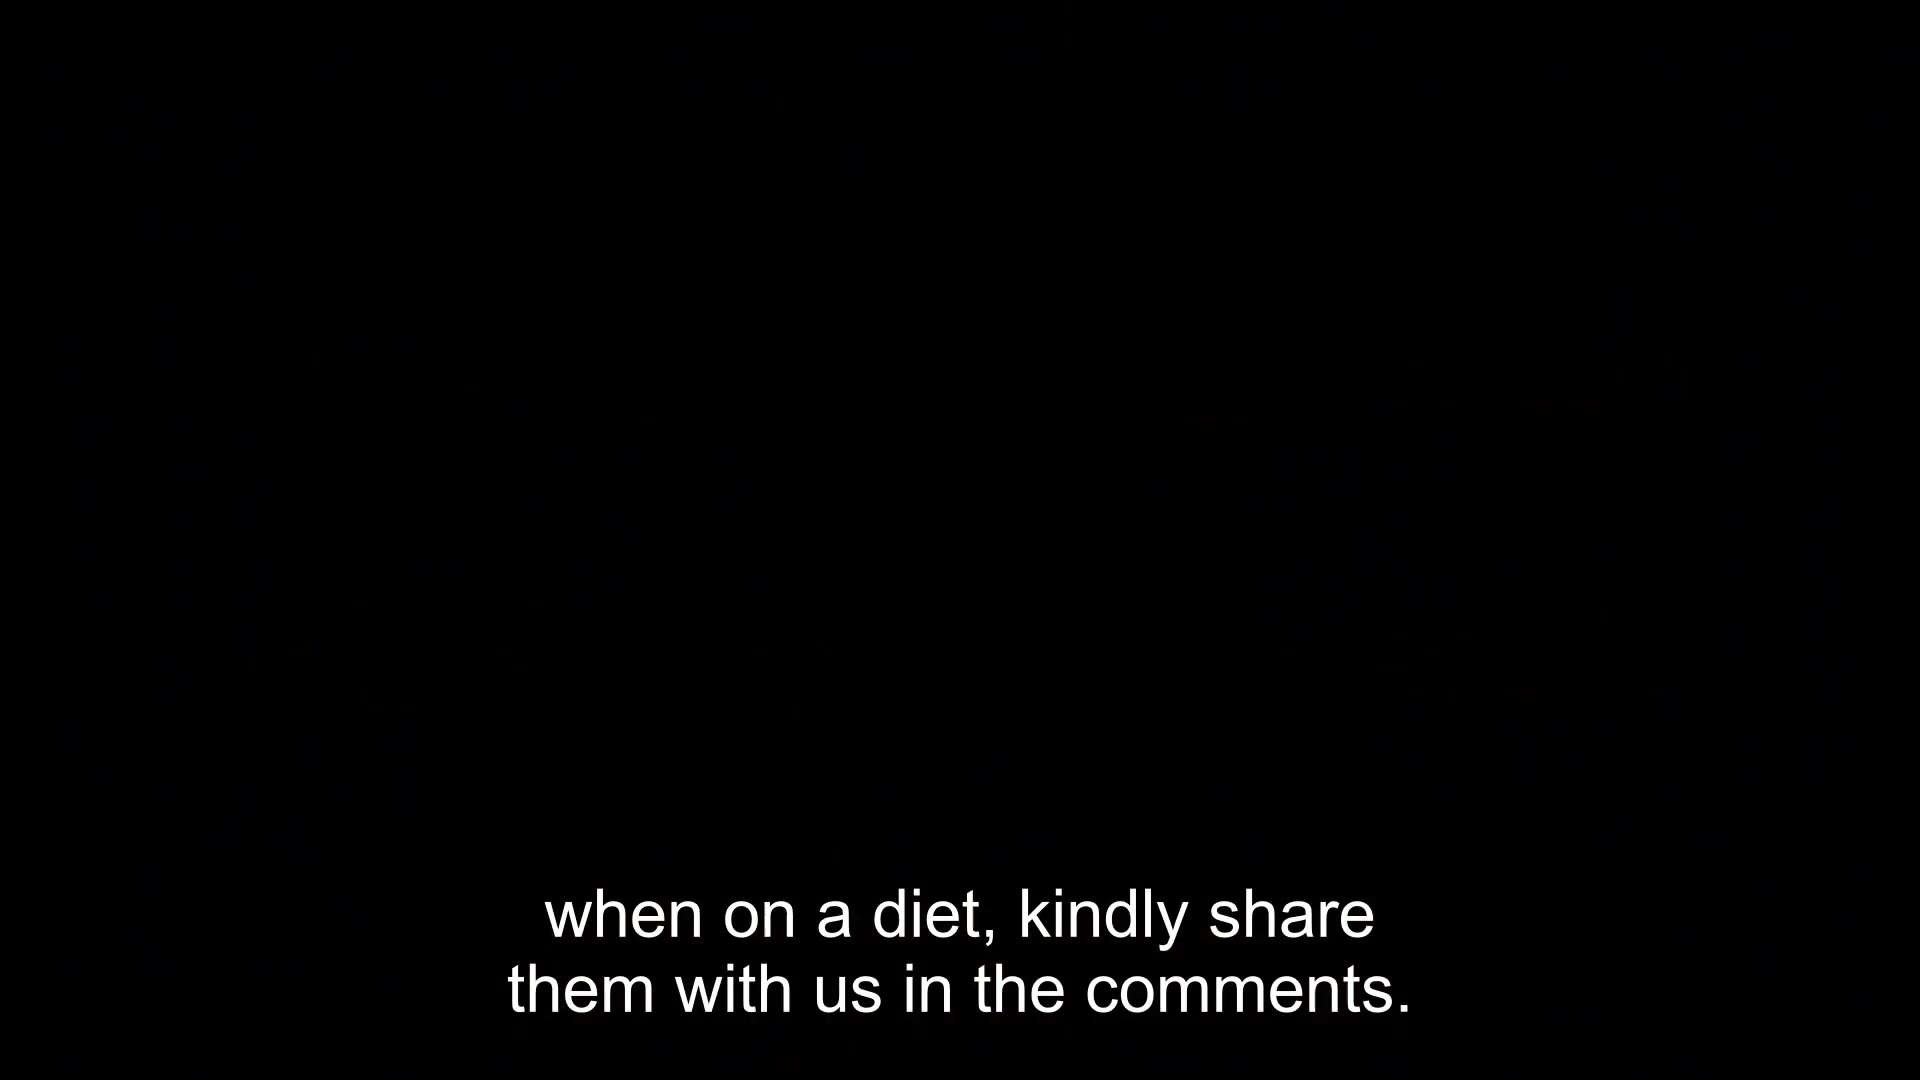 when on a diet, kindly share
them with us in the comments.